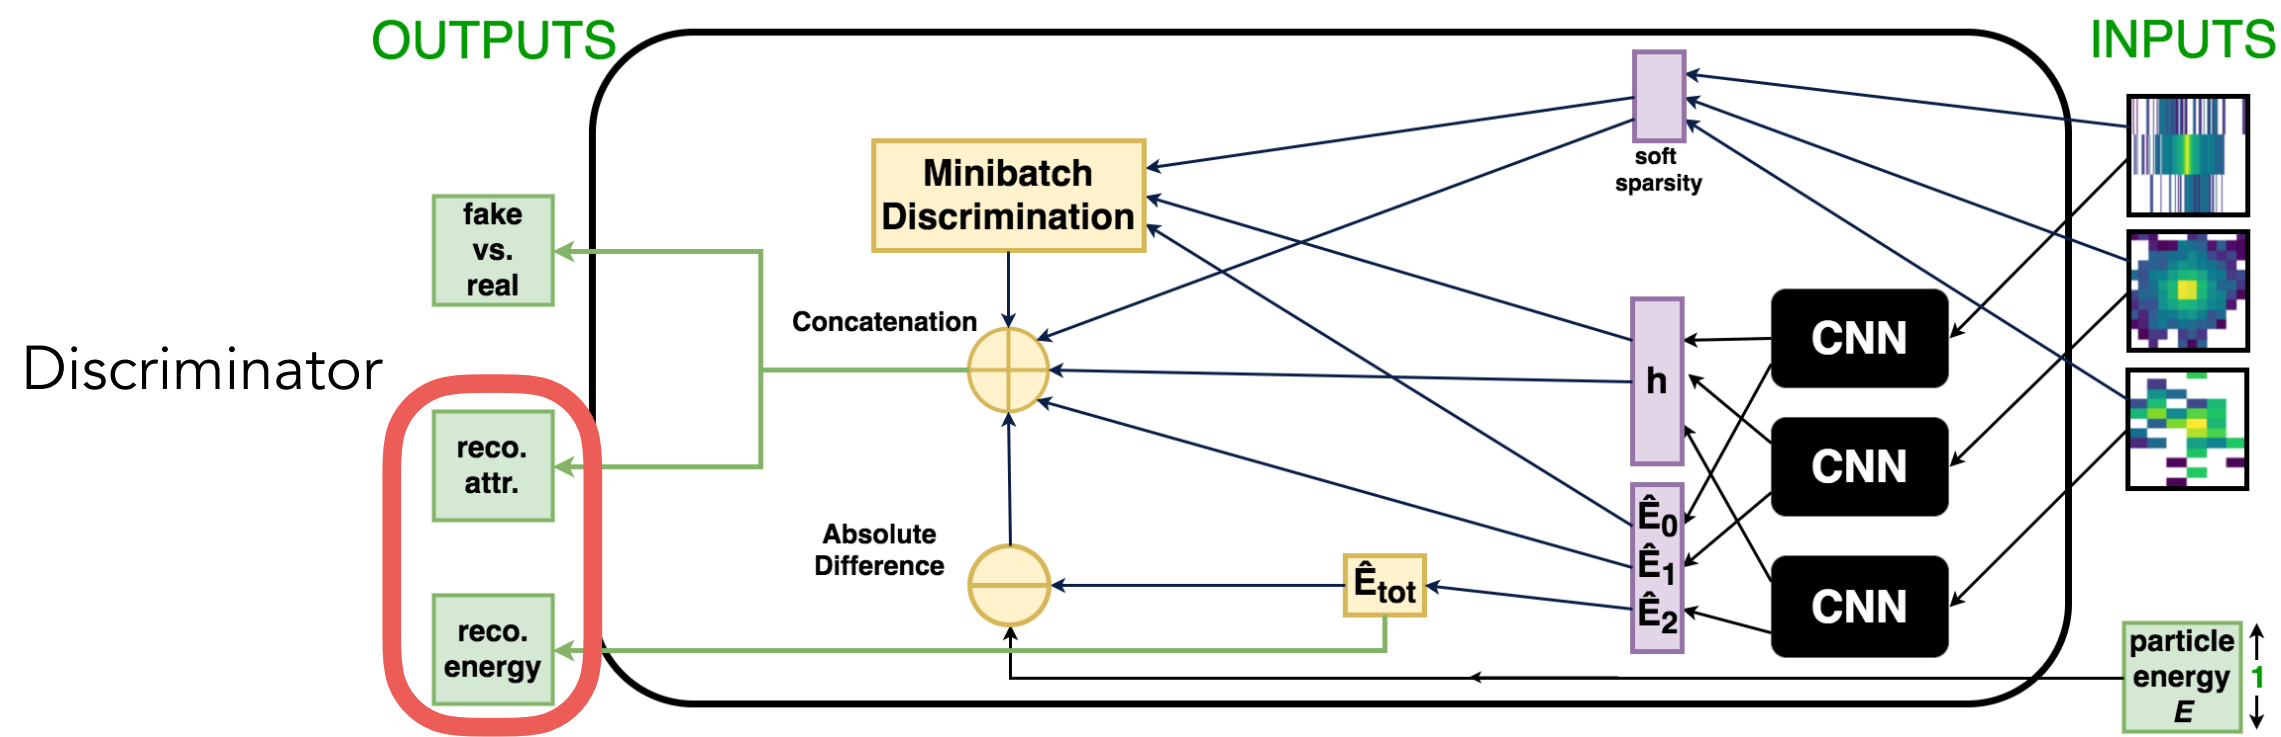 OUTPUTS
INPUTS
soft
sparsity
Minibatch
Discrimination
fake
vs.
real
Concatenation
CNN
Discriminator
h
reco.
attr.
CNN
Ê0
Ê1
Ê2
Absolute
Difference
Êtot
CNN
reco.
energy
particle
energy
E
1